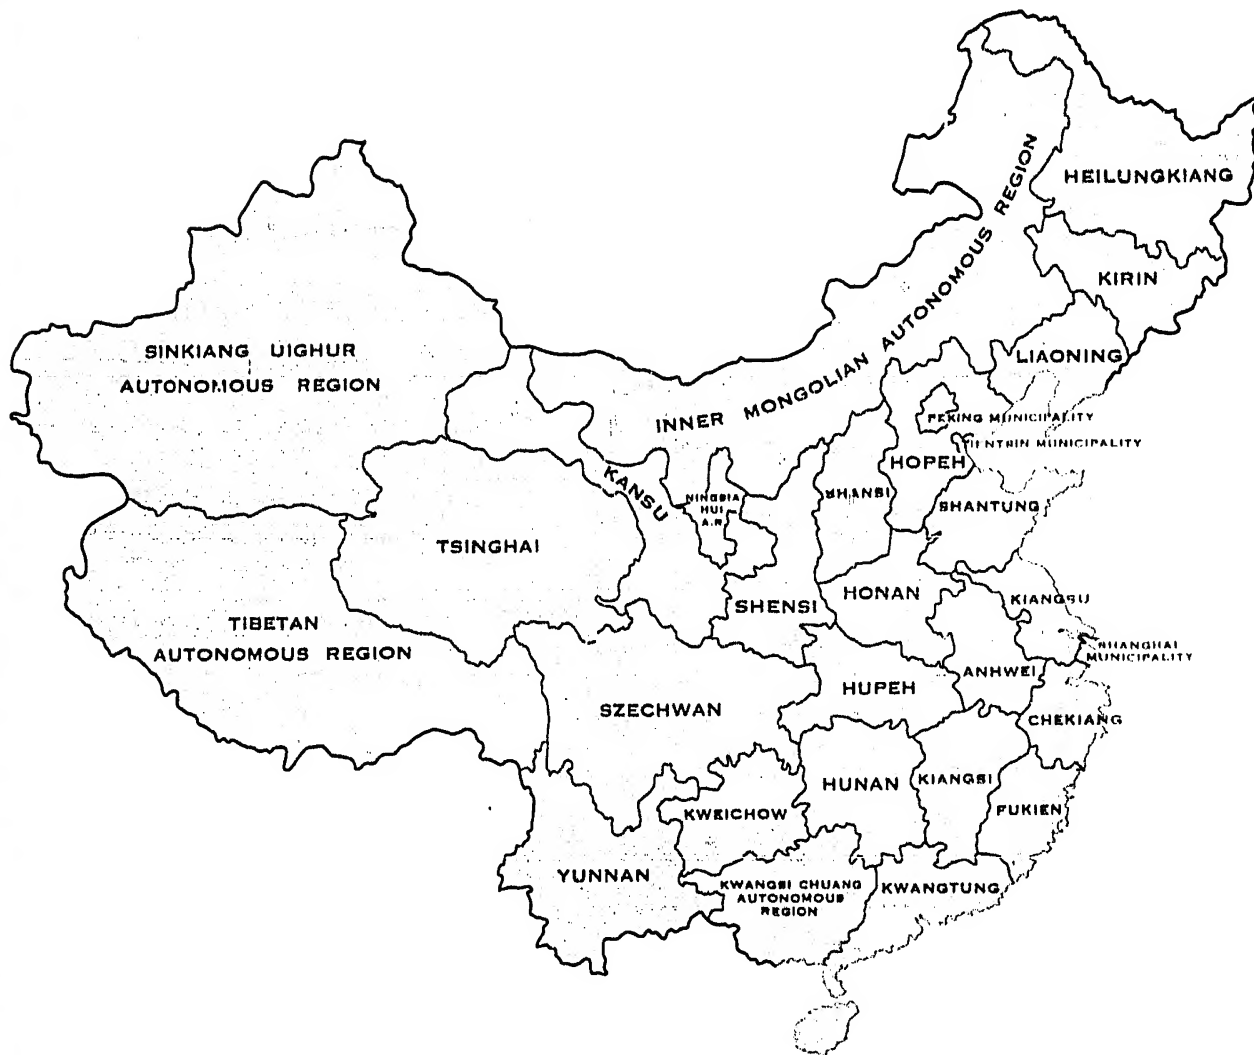 HEILUNGKIANG
KIRIN
LIAONING
INNER MONGOLIAN AUTONOMOUS REGION
SINKIANG UIGHUR
AUTONOMOUS REGION
PEKING MUNICIPALITY
TIENTSIN MUNICIPALITY
HOPEH
KANSU
NINGSIA
HUI
A.R.
SHANSI
SHANTUNG
TSINGHAI
SHENSI
HONAN
KIANGSU
TIBETAN
AUTONOMOUS REGION
SHANGHAI
MUNICIPALITY
ANHWEI
HUPEH
SZECHWAN
CHEKIANG
HUNAN
KIANGSI
FUKIEN
KWEICHOW
YUNNAN
KWANGSI CHUANG
AUTONOMOUS
REGION
KWANGTUNG